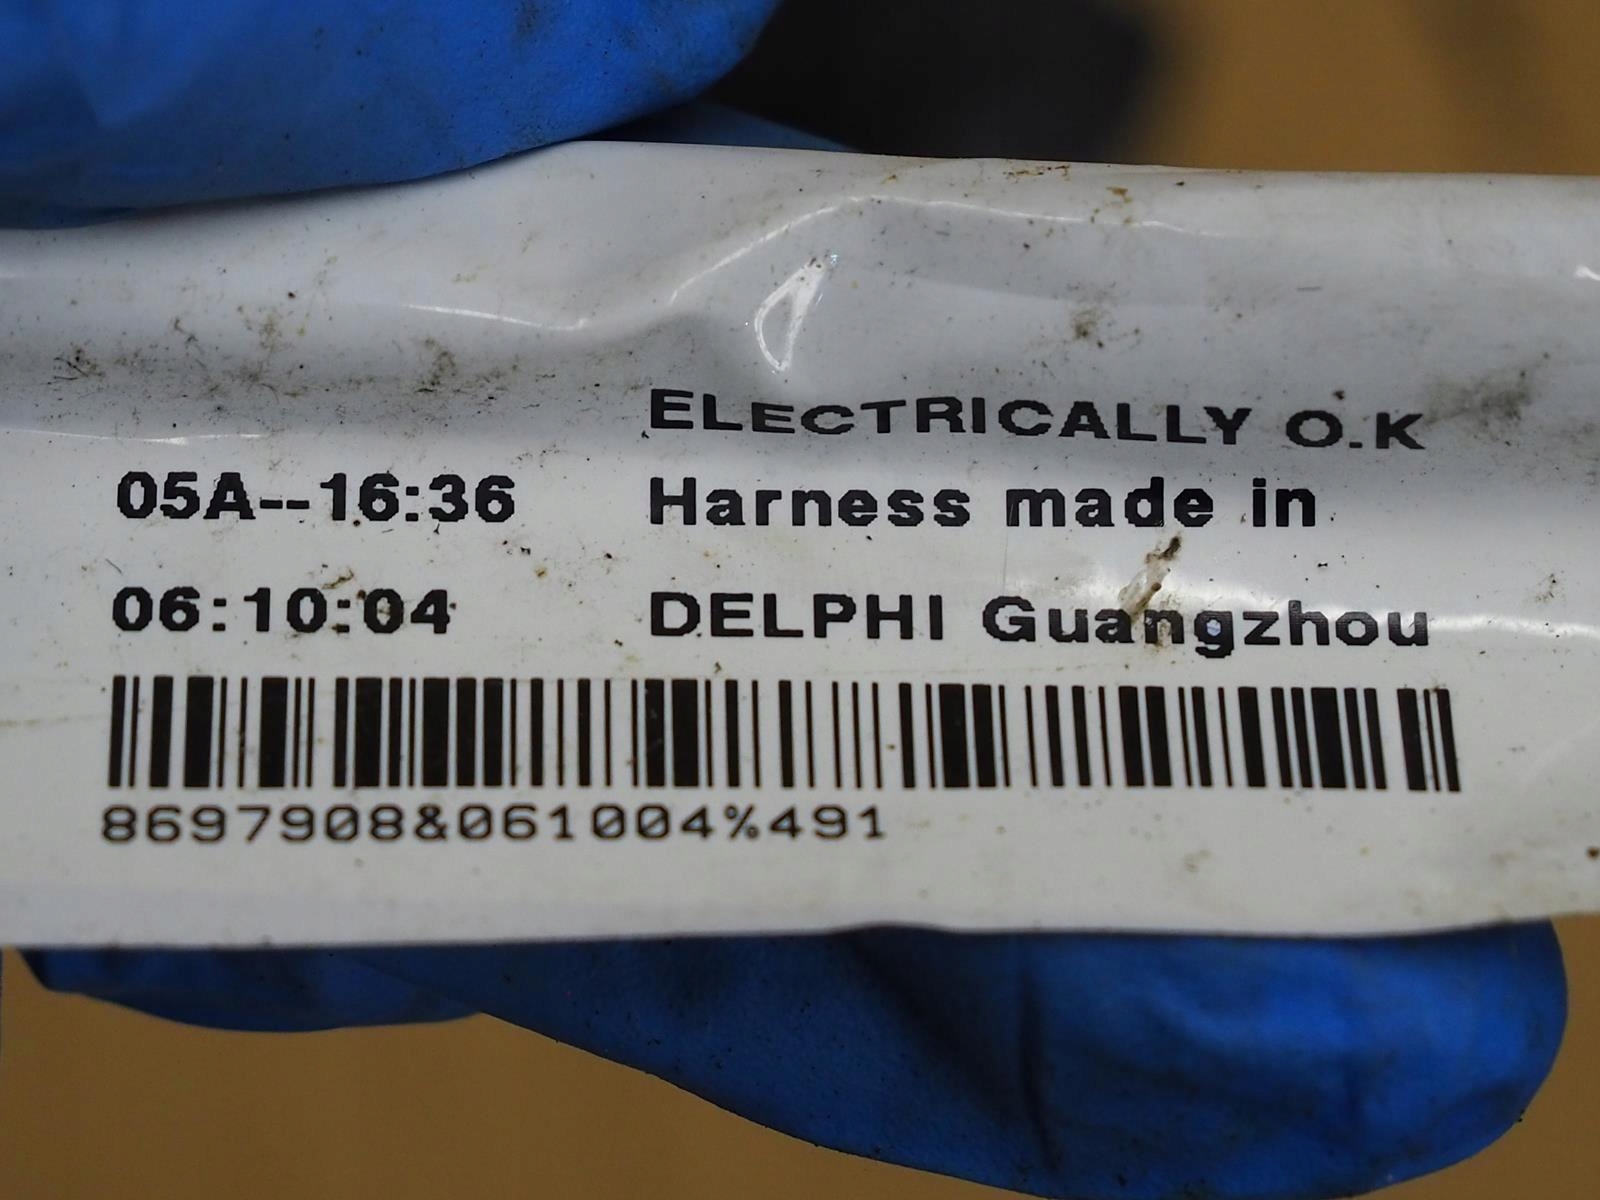 ELECTRICALLY O.K
05A--16:36 Harness made in
06:10:04 DELPHI Guangzhou
8697908&061004%491